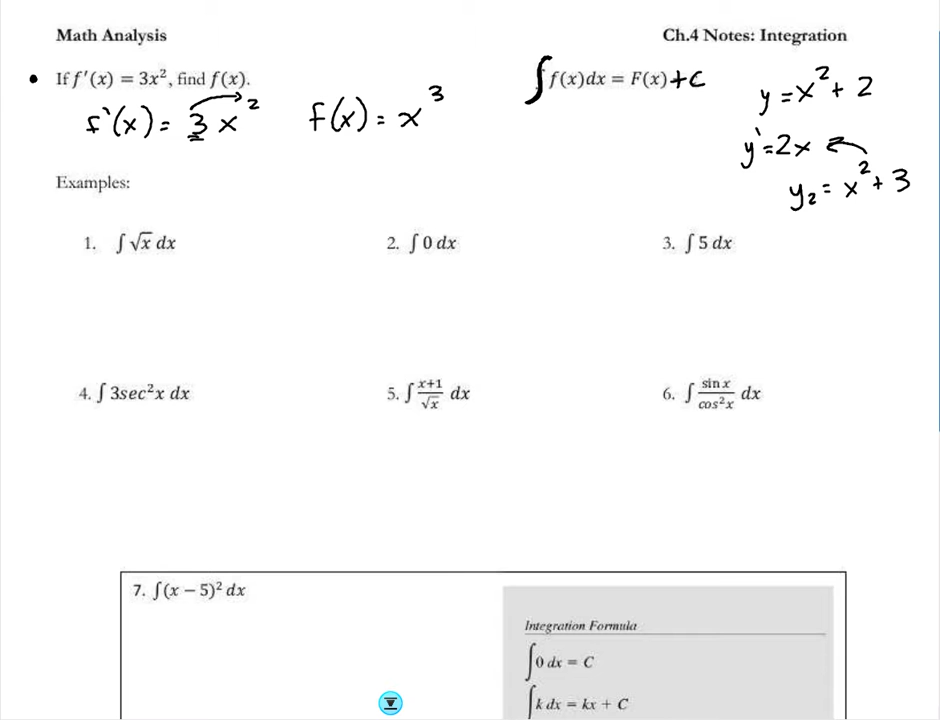 Math Analysis
Ch.4 Notes: Integration
• If f′(x) = 3x², find f(x).
∫f(x)dx = F(x)+C
y = x² + 2
f'(x) = 3x²
f(x) = x³
y' = 2x
y₂ = x² + 3
Examples:
1. ∫√x dx
2. ∫0 dx
3. ∫5 dx
4. ∫3sec²x dx
5. ∫(x+1)/√x dx
6. ∫sin x/cos²x dx
7. ∫(x − 5)² dx
Integration Formula
∫0 dx = C
∫k dx = kx + C